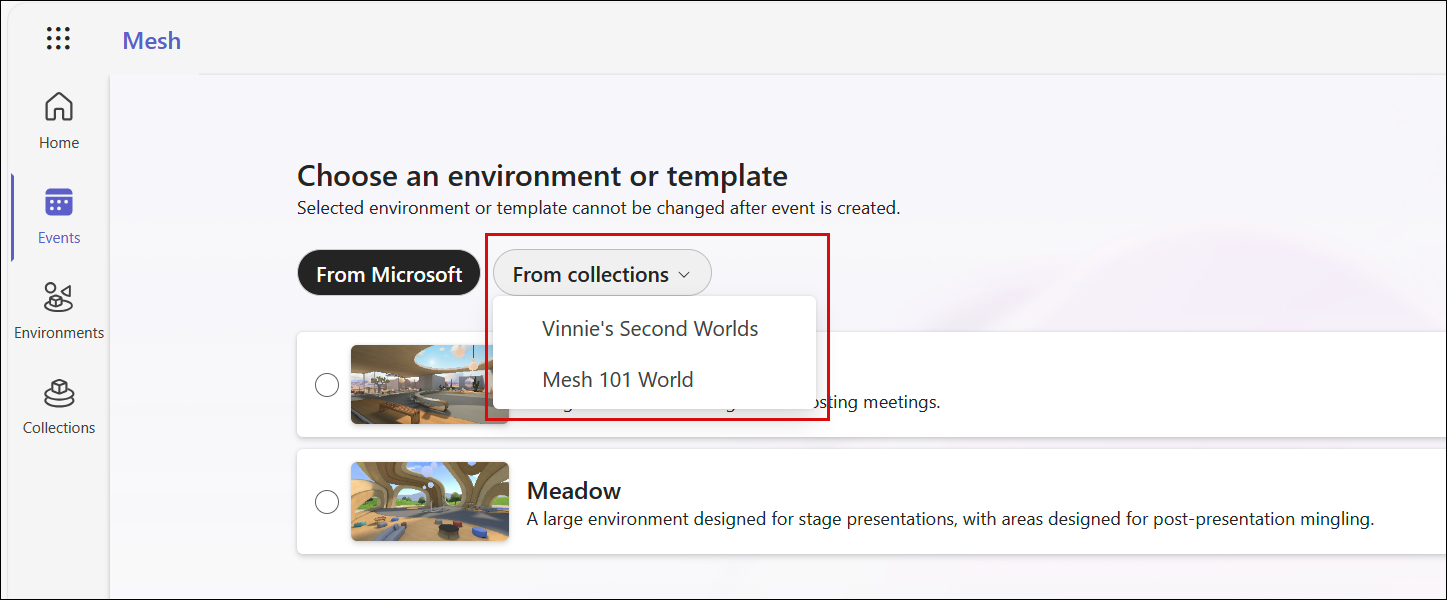 Mesh
Home
Events
Environments
Collections
Choose an environment or template
Selected environment or template cannot be changed after event is created.
From Microsoft
From collections
Vinnie's Second Worlds
Mesh 101 World
meetings.
Meadow
A large environment designed for stage presentations, with areas designed for post-presentation mingling.